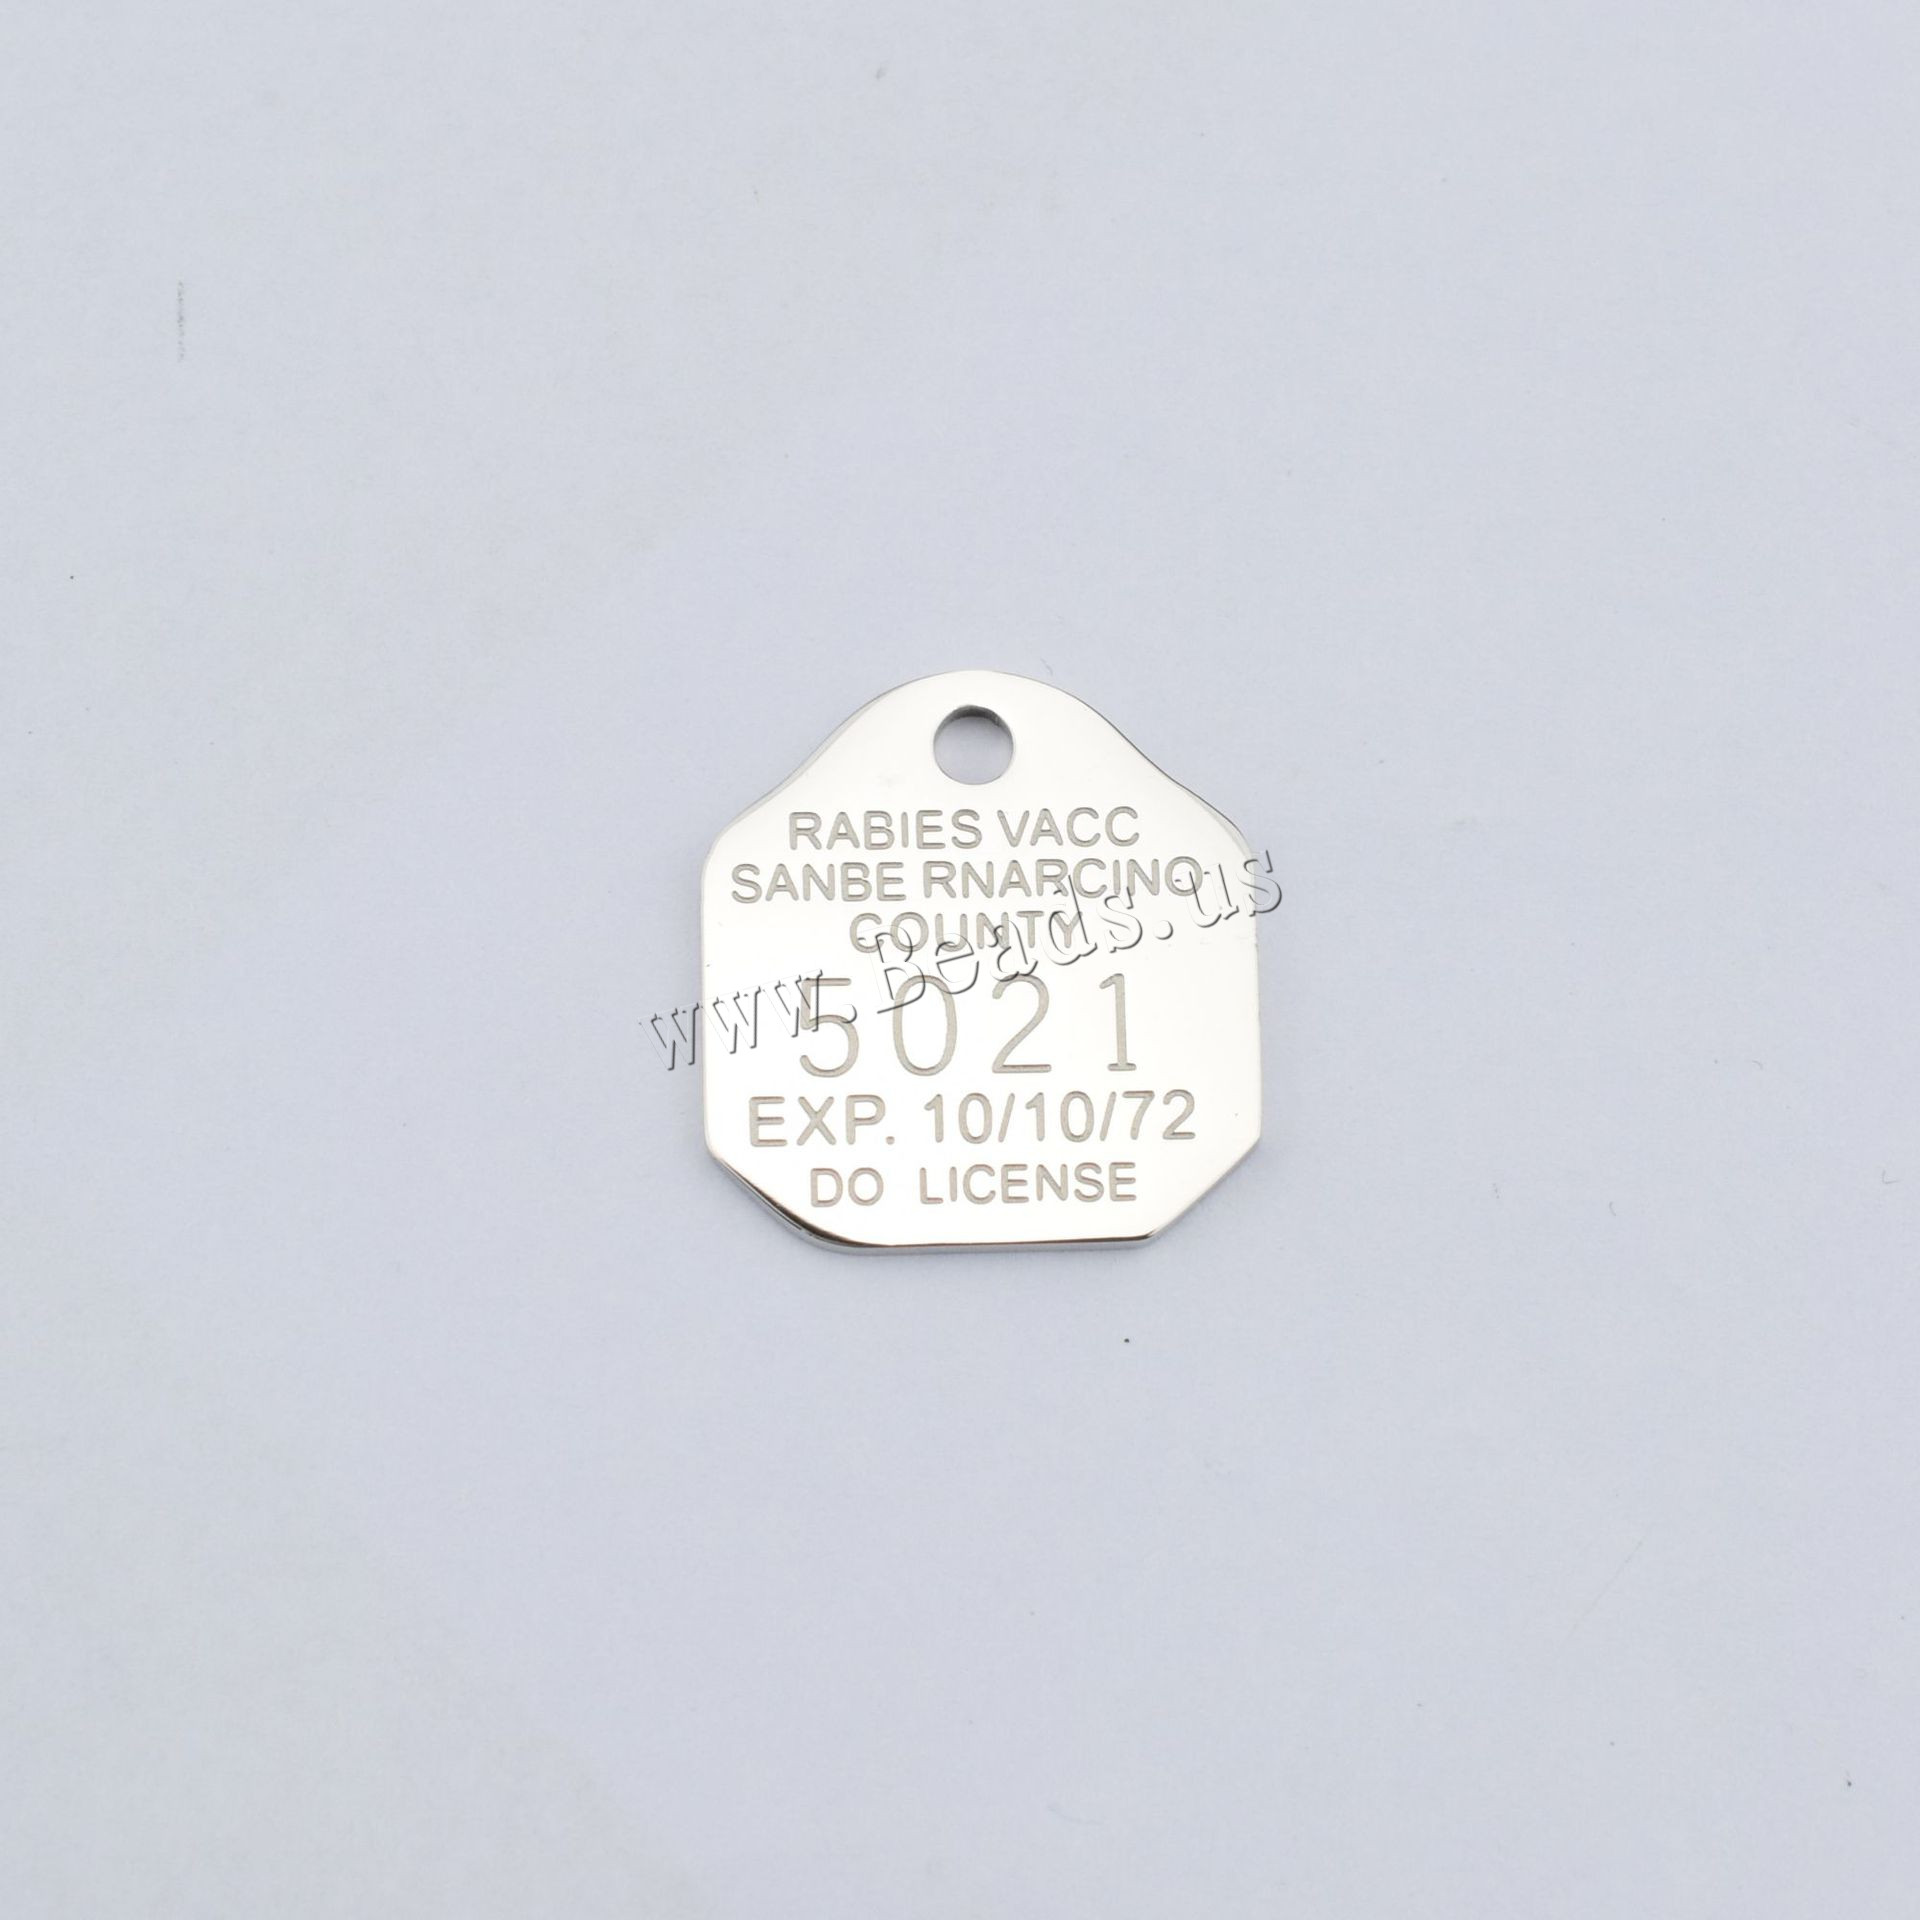 RABIES VACC
SANBE RNARCINO
COUNTY
www.Beads.us
5021
EXP. 10/10/72
DO LICENSE